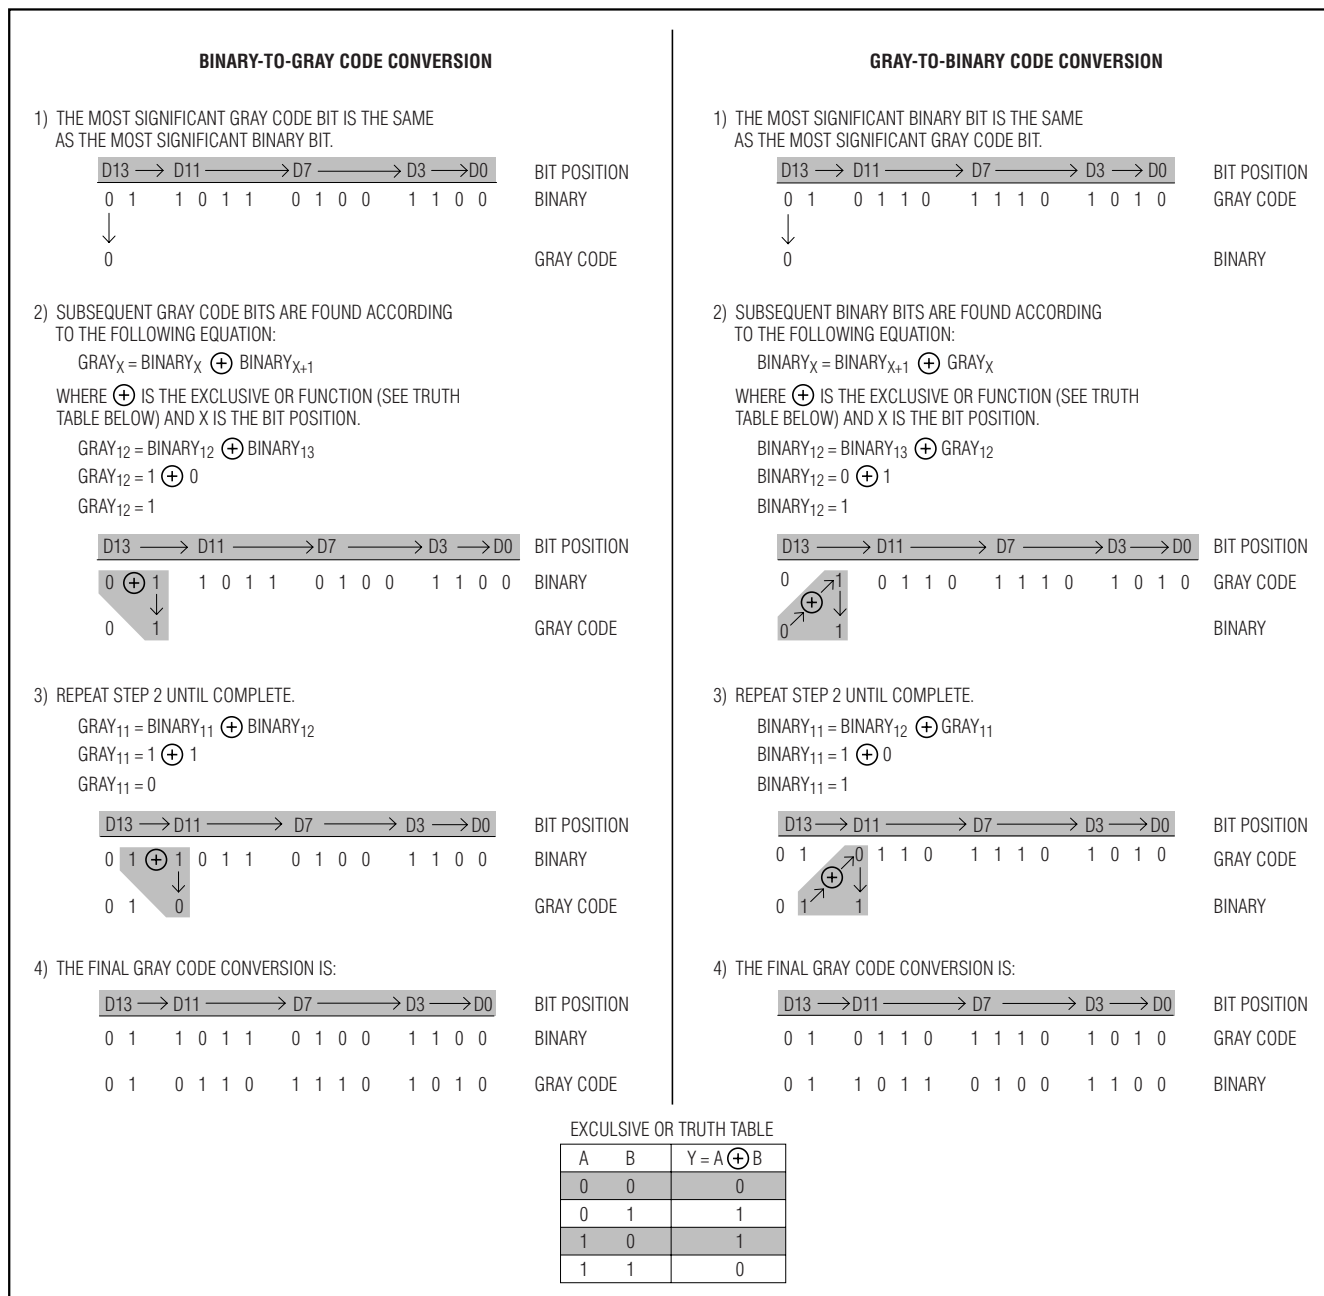 BINARY-TO-GRAY CODE CONVERSION
1) THE MOST SIGNIFICANT GRAY CODE BIT IS THE SAME
AS THE MOST SIGNIFICANT BINARY BIT.
D13 → D11 → D7 → D3 → D0 BIT POSITION
0 1 1 0 1 1 0 1 0 0 1 1 0 0 BINARY
↓
0 GRAY CODE
2) SUBSEQUENT GRAY CODE BITS ARE FOUND ACCORDING
TO THE FOLLOWING EQUATION:
GRAYX = BINARYX ⊕ BINARYX+1
WHERE ⊕ IS THE EXCLUSIVE OR FUNCTION (SEE TRUTH
TABLE BELOW) AND X IS THE BIT POSITION.
GRAY12 = BINARY12 ⊕ BINARY13
GRAY12 = 1 ⊕ 0
GRAY12 = 1
D13 → D11 → D7 → D3 → D0 BIT POSITION
0 ⊕ 1 1 0 1 1 0 1 0 0 1 1 0 0 BINARY
↓
0 1 GRAY CODE
3) REPEAT STEP 2 UNTIL COMPLETE.
GRAY11 = BINARY11 ⊕ BINARY12
GRAY11 = 1 ⊕ 1
GRAY11 = 0
D13 → D11 → D7 → D3 → D0 BIT POSITION
0 1 ⊕ 1 0 1 1 0 1 0 0 1 1 0 0 BINARY
↓
0 1 0 GRAY CODE
4) THE FINAL GRAY CODE CONVERSION IS:
D13 → D11 → D7 → D3 → D0 BIT POSITION
0 1 1 0 1 1 0 1 0 0 1 1 0 0 BINARY
0 1 0 1 1 0 1 1 1 0 1 0 1 0 GRAY CODE
GRAY-TO-BINARY CODE CONVERSION
1) THE MOST SIGNIFICANT BINARY BIT IS THE SAME
AS THE MOST SIGNIFICANT GRAY CODE BIT.
D13 → D11 → D7 → D3 → D0 BIT POSITION
0 1 0 1 1 0 1 1 1 0 1 0 1 0 GRAY CODE
↓
0 BINARY
2) SUBSEQUENT BINARY BITS ARE FOUND ACCORDING
TO THE FOLLOWING EQUATION:
BINARYX = BINARYX+1 ⊕ GRAYX
WHERE ⊕ IS THE EXCLUSIVE OR FUNCTION (SEE TRUTH
TABLE BELOW) AND X IS THE BIT POSITION.
BINARY12 = BINARY13 ⊕ GRAY12
BINARY12 = 0 ⊕ 1
BINARY12 = 1
D13 → D11 → D7 → D3 → D0 BIT POSITION
0 1 0 1 1 0 1 1 1 0 1 0 1 0 GRAY CODE
⊕ ↓
0 1 BINARY
3) REPEAT STEP 2 UNTIL COMPLETE.
BINARY11 = BINARY12 ⊕ GRAY11
BINARY11 = 1 ⊕ 0
BINARY11 = 1
D13 → D11 → D7 → D3 → D0 BIT POSITION
0 1 0 1 1 0 1 1 1 0 1 0 1 0 GRAY CODE
⊕ ↓
0 1 1 BINARY
4) THE FINAL GRAY CODE CONVERSION IS:
D13 → D11 → D7 → D3 → D0 BIT POSITION
0 1 0 1 1 0 1 1 1 0 1 0 1 0 GRAY CODE
0 1 1 0 1 1 0 1 0 0 1 1 0 0 BINARY
EXCULSIVE OR TRUTH TABLE
A B Y = A ⊕ B
0 0 0
0 1 1
1 0 1
1 1 0